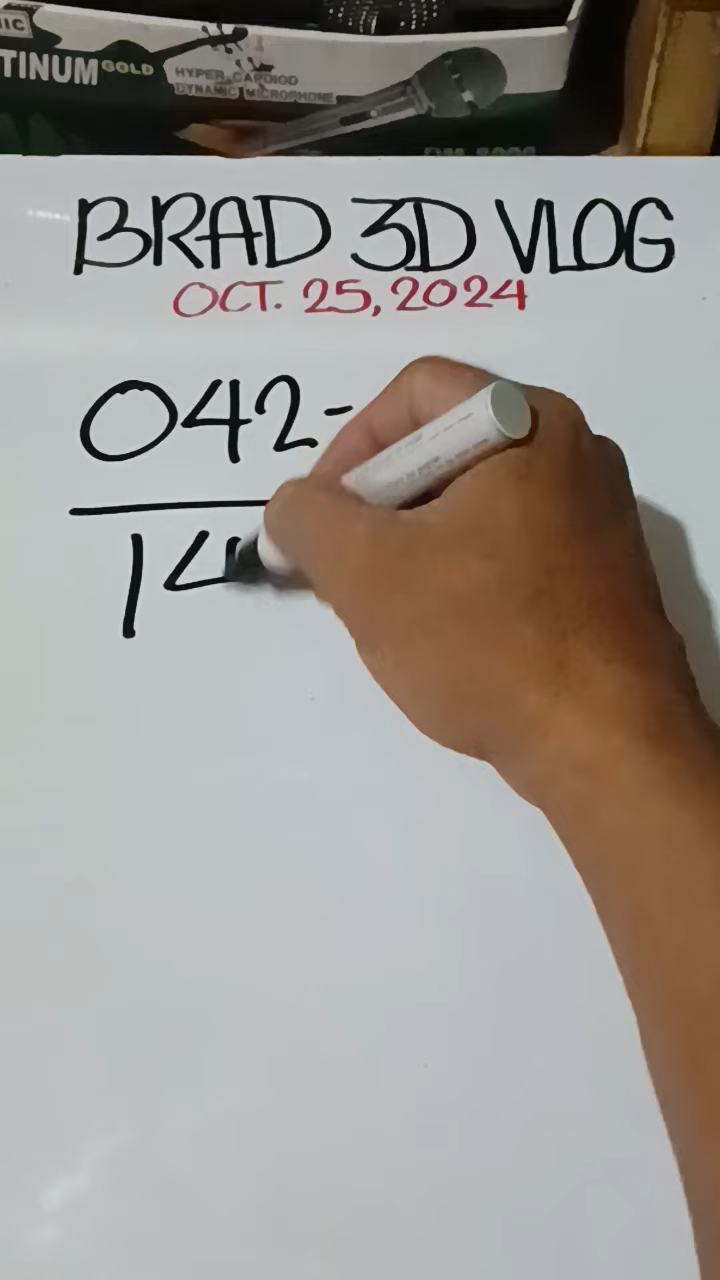 TINUM GOLD
HYPER CARDIOD
DYNAMIC MICROPHONE
BRAD 3D VLOG
OCT. 25, 2024
042-
14